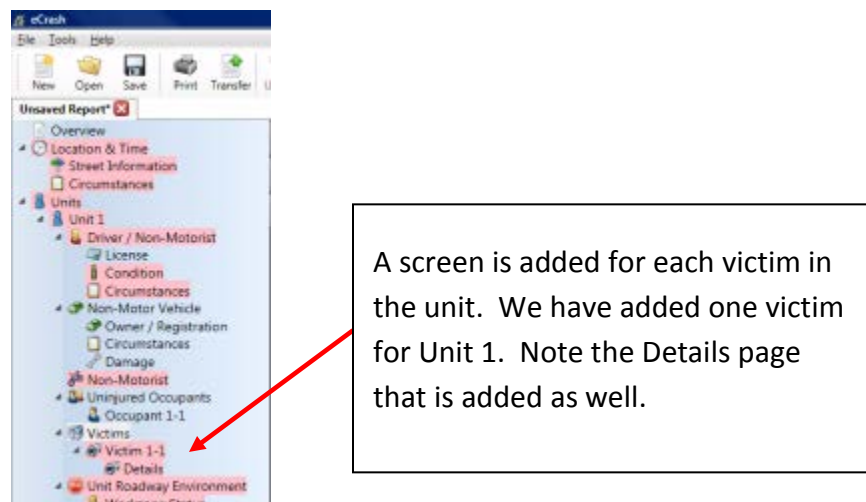 eCrash
File Tools Help
New Open Save Print Transfer
Unsaved Report*
Overview
Location & Time
Street Information
Circumstances
Units
Unit 1
Driver / Non-Motorist
License
Condition
Circumstances
Non-Motor Vehicle
Owner / Registration
Circumstances
Damage
Non-Motorist
Uninjured Occupants
Occupant 1-1
Victims
Victim 1-1
Details
Unit Roadway Environment
A screen is added for each victim in
the unit. We have added one victim
for Unit 1. Note the Details page
that is added as well.